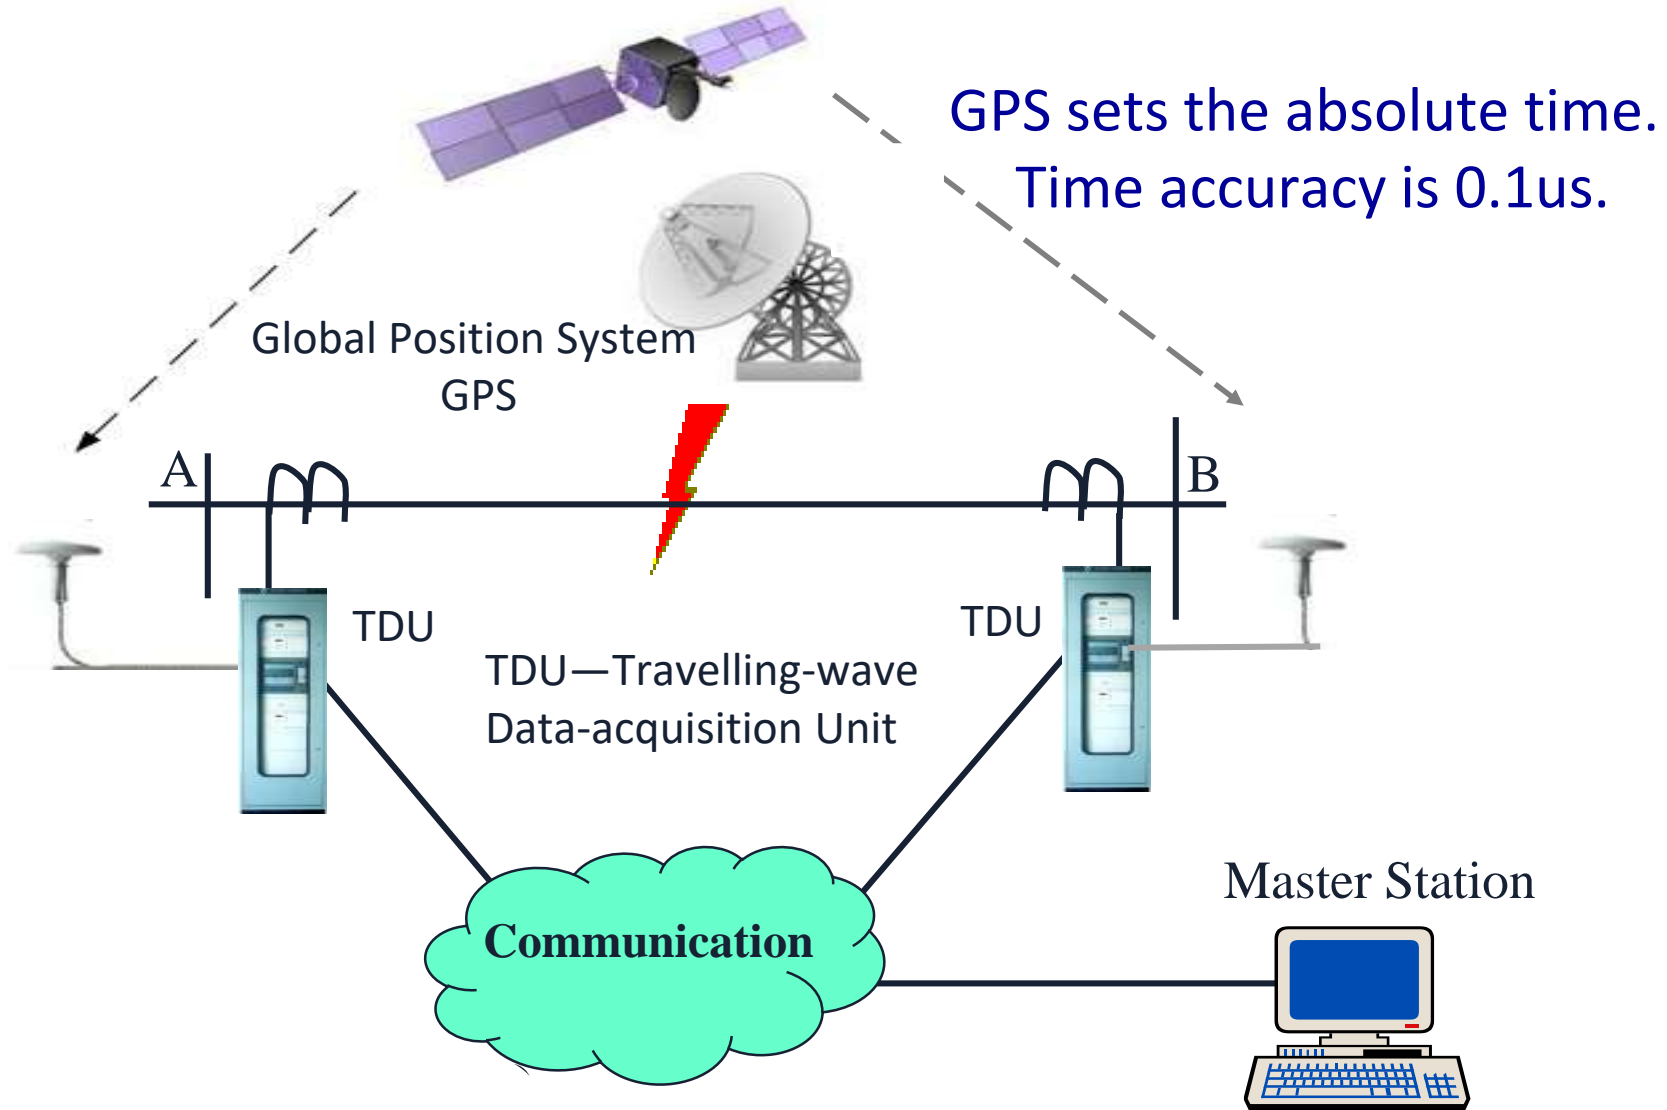 GPS sets the absolute time.
Time accuracy is 0.1us.
Global Position System
GPS
A
B
TDU
TDU
TDU—Travelling-wave
Data-acquisition Unit
Master Station
Communication